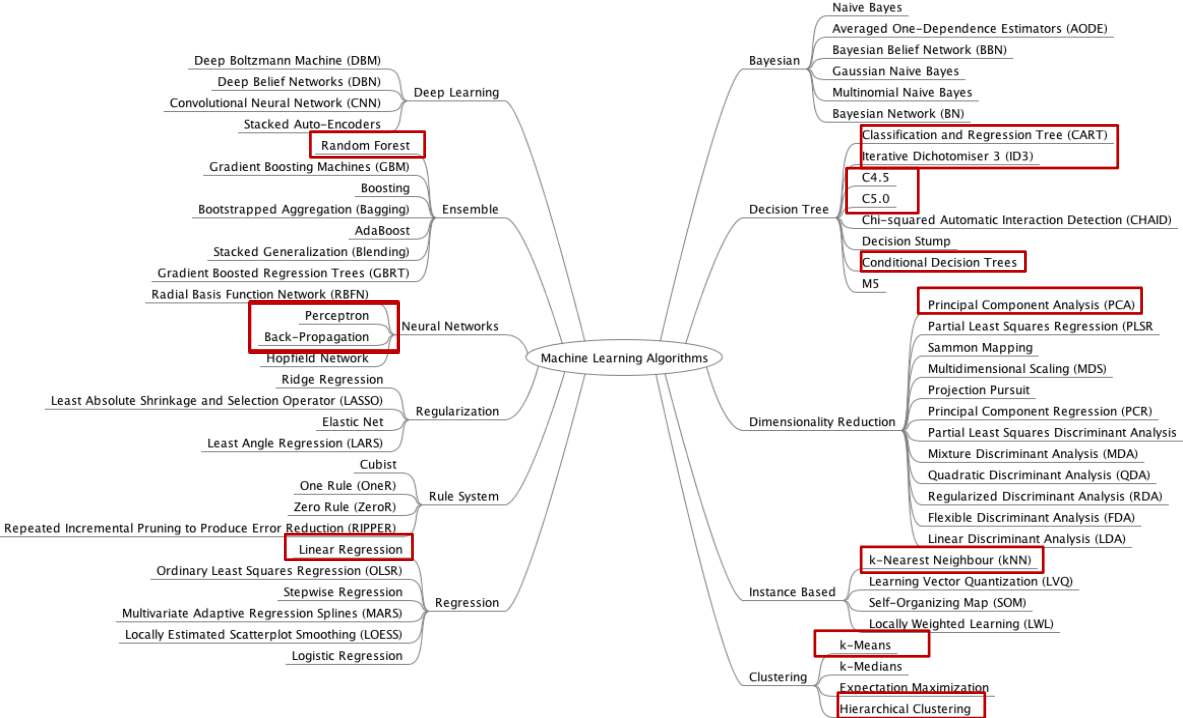 Deep Boltzmann Machine (DBM)
Deep Belief Networks (DBN)
Convolutional Neural Network (CNN)
Stacked Auto-Encoders
Deep Learning
Random Forest
Gradient Boosting Machines (GBM)
Boosting
Bootstrapped Aggregation (Bagging)
AdaBoost
Stacked Generalization (Blending)
Gradient Boosted Regression Trees (GBRT)
Ensemble
Radial Basis Function Network (RBFN)
Perceptron
Back-Propagation
Hopfield Network
Neural Networks
Ridge Regression
Least Absolute Shrinkage and Selection Operator (LASSO)
Elastic Net
Least Angle Regression (LARS)
Regularization
Cubist
One Rule (OneR)
Zero Rule (ZeroR)
Repeated Incremental Pruning to Produce Error Reduction (RIPPER)
Rule System
Linear Regression
Ordinary Least Squares Regression (OLSR)
Stepwise Regression
Multivariate Adaptive Regression Splines (MARS)
Locally Estimated Scatterplot Smoothing (LOESS)
Logistic Regression
Regression
Machine Learning Algorithms
Bayesian
Naive Bayes
Averaged One-Dependence Estimators (AODE)
Bayesian Belief Network (BBN)
Gaussian Naive Bayes
Multinomial Naive Bayes
Bayesian Network (BN)
Decision Tree
Classification and Regression Tree (CART)
Iterative Dichotomiser 3 (ID3)
C4.5
C5.0
Chi-squared Automatic Interaction Detection (CHAID)
Decision Stump
Conditional Decision Trees
M5
Dimensionality Reduction
Principal Component Analysis (PCA)
Partial Least Squares Regression (PLSR
Sammon Mapping
Multidimensional Scaling (MDS)
Projection Pursuit
Principal Component Regression (PCR)
Partial Least Squares Discriminant Analysis
Mixture Discriminant Analysis (MDA)
Quadratic Discriminant Analysis (QDA)
Regularized Discriminant Analysis (RDA)
Flexible Discriminant Analysis (FDA)
Linear Discriminant Analysis (LDA)
Instance Based
k-Nearest Neighbour (kNN)
Learning Vector Quantization (LVQ)
Self-Organizing Map (SOM)
Locally Weighted Learning (LWL)
Clustering
k-Means
k-Medians
Expectation Maximization
Hierarchical Clustering